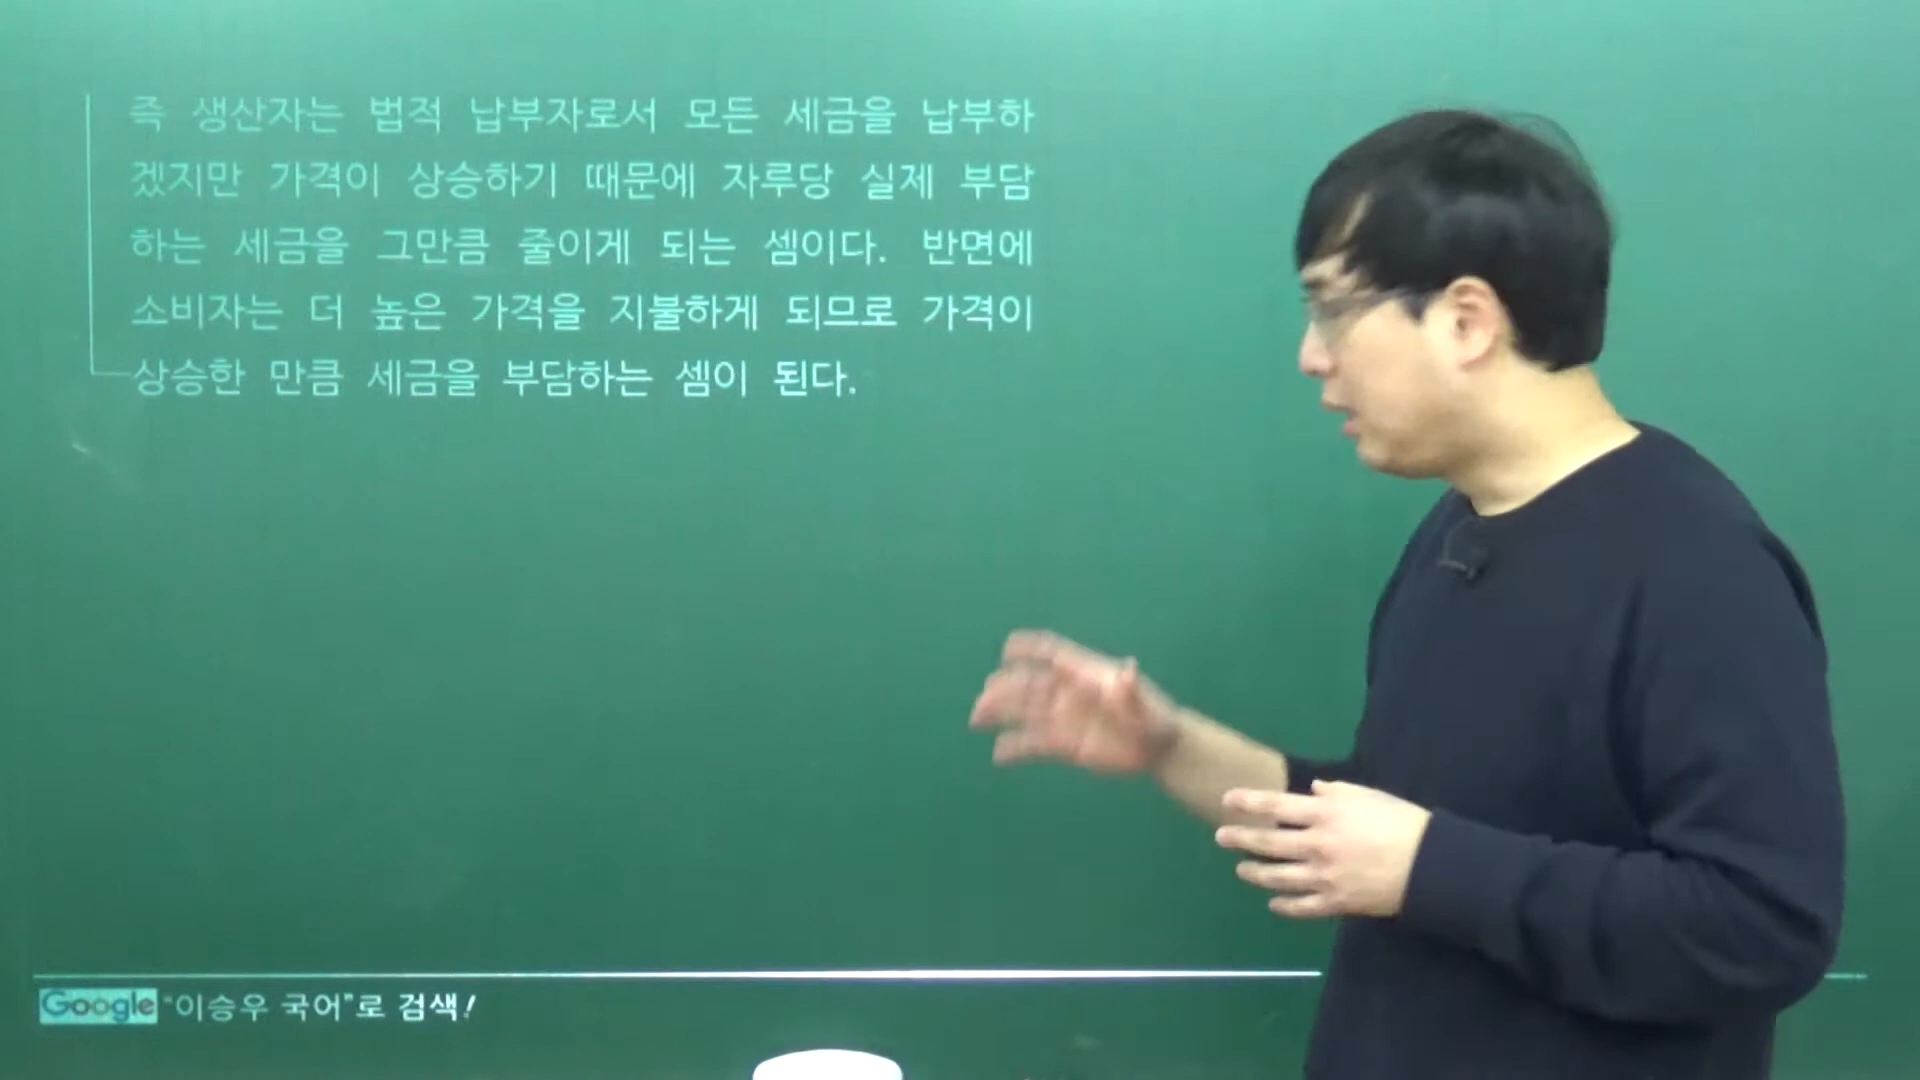 즉 생산자는 법적 납부자로서 모든 세금을 납부하
겠지만 가격이 상승하기 때문에 자루당 실제 부담
하는 세금을 그만큼 줄이게 되는 셈이다. 반면에
소비자는 더 높은 가격을 지불하게 되므로 가격이
상승한 만큼 세금을 부담하는 셈이 된다.
Google “이승우 국어”로 검색!